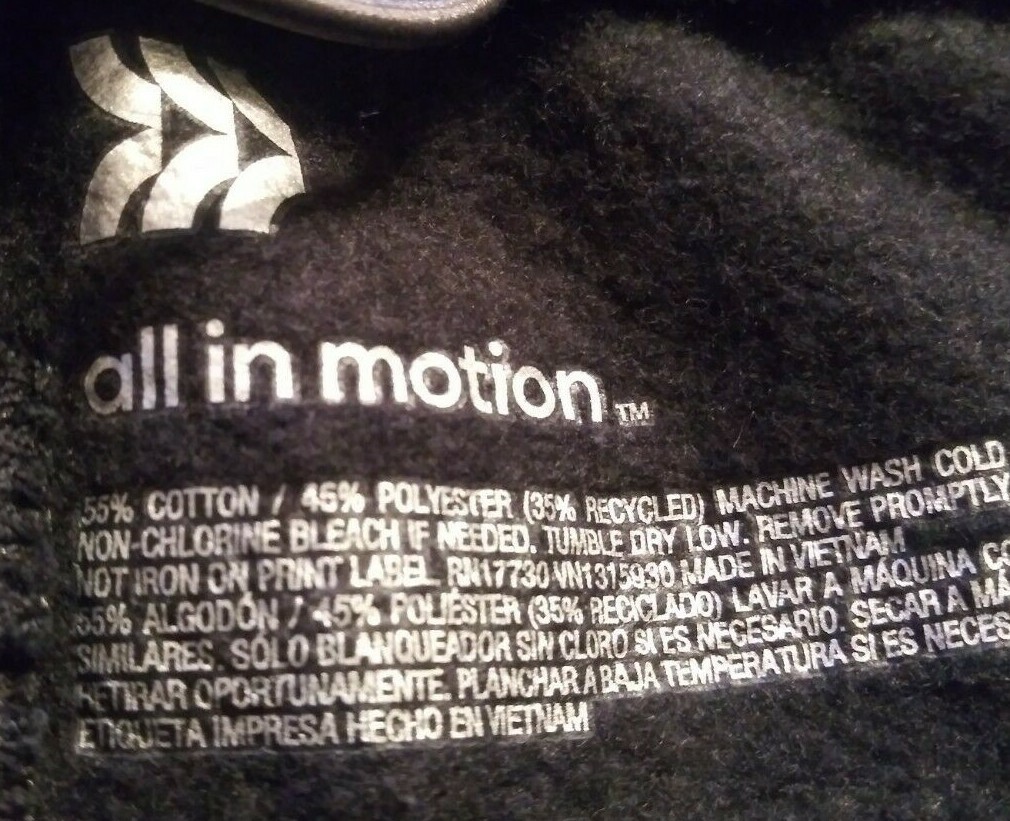 all in motion™
55% COTTON / 45% POLYESTER (35% RECYCLED) MACHINE WASH COLD
NON-CHLORINE BLEACH IF NEEDED. TUMBLE DRY LOW. REMOVE PROMPTLY
NOT IRON ON PRINT LABEL RN17730 VN1315930 MADE IN VIETNAM
55% ALGODÓN / 45% POLIÉSTER (35% RECICLADO) LAVAR A MÁQUINA CO
SIMILARES. SÓLO BLANQUEADOR SIN CLORO SI ES NECESARIO. SECAR A MÁ
RETIRAR OPORTUNAMENTE. PLANCHAR A BAJA TEMPERATURA SI ES NECES
ETIQUETA IMPRESA HECHO EN VIETNAM